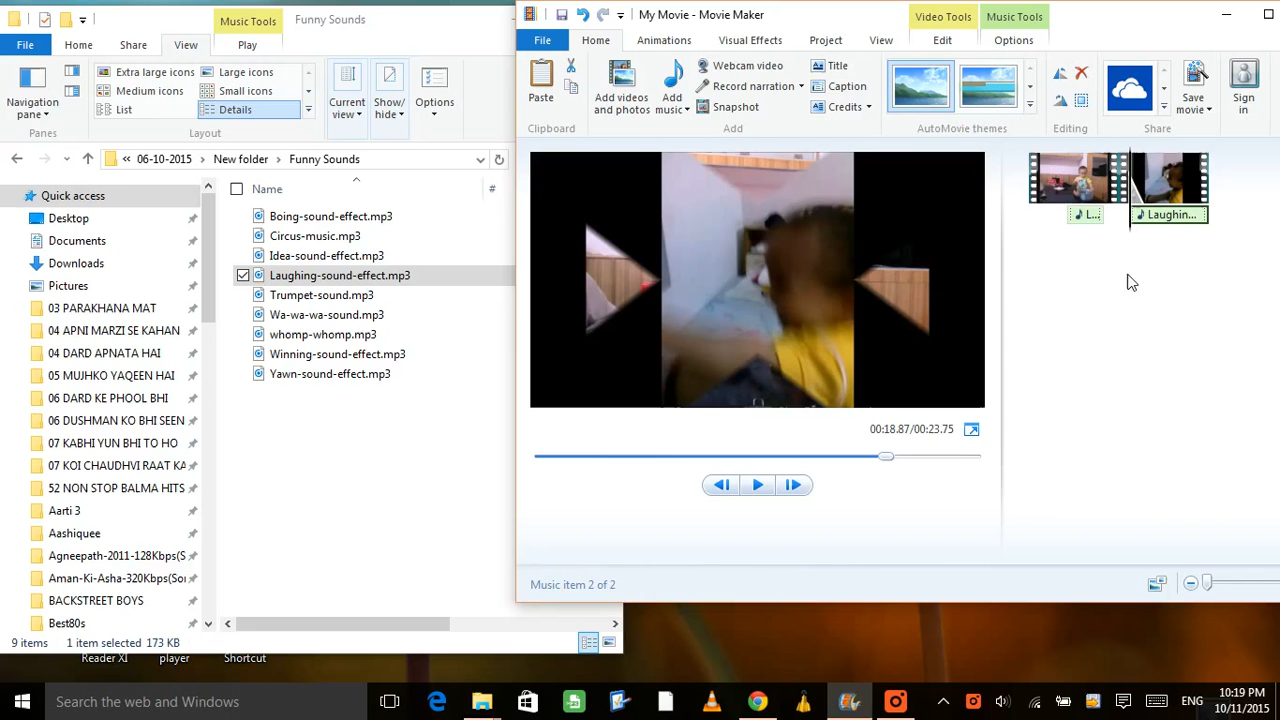 Music Tools
Funny Sounds
File
Home
Share
View
Play
Navigation
pane
Extra large icons
Large icons
Medium icons
Small icons
List
Details
Current
view
Show/
hide
Options
Panes
Layout
« 06-10-2015 > New folder > Funny Sounds
Quick access
Desktop
Documents
Downloads
Pictures
03 PARAKHANA MAT
04 APNI MARZI SE KAHAN
04 DARD APNATA HAI
05 MUJHKO YAQEEN HAI
06 DARD KE PHOOL BHI
06 DUSHMAN KO BHI SEEN
07 KABHI YUN BHI TO HO
07 KOI CHAUDHVI RAAT KA
52 NON STOP BALMA HITS
Aarti 3
Aashiquee
Agneepath-2011-128Kbps(S
Aman-Ki-Asha-320Kbps(Sor
BACKSTREET BOYS
Best80s
Name
#
Boing-sound-effect.mp3
Circus-music.mp3
Idea-sound-effect.mp3
Laughing-sound-effect.mp3
Trumpet-sound.mp3
Wa-wa-wa-sound.mp3
whomp-whomp.mp3
Winning-sound-effect.mp3
Yawn-sound-effect.mp3
9 items
1 item selected 173 KB
My Movie - Movie Maker
Video Tools
Music Tools
File
Home
Animations
Visual Effects
Project
View
Edit
Options
Paste
Add videos
and photos
Add
music
Webcam video
Record narration
Snapshot
Title
Caption
Credits
Save
movie
Sign
in
Clipboard
Add
AutoMovie themes
Editing
Share
L...
Laughin...
00:18.87/00:23.75
Music item 2 of 2
Reader XI
player
Shortcut
Search the web and Windows
ENG
10:19 PM
10/11/2015